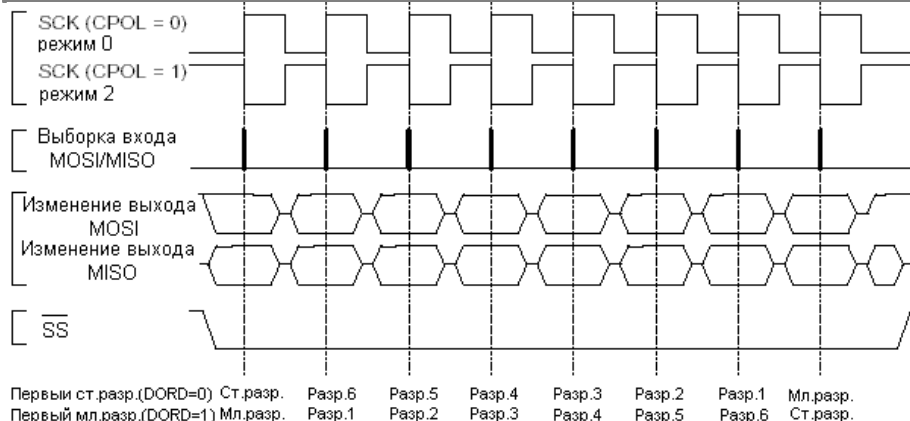 SCK (CPOL = 0)
режим 0
SCK (CPOL = 1)
режим 2
Выборка входа
MOSI/MISO
Изменение выхода
MOSI
Изменение выхода
MISO
SS
Первыи ст.разр.(DORD=0) Ст.разр. Разр.6 Разр.5 Разр.4 Разр.3 Разр.2 Разр.1 Мл.разр.
Первый мл.разр.(DORD=1) Мл.разр. Разр.1 Разр.2 Разр.3 Разр.4 Разр.5 Разр.6 Ст.разр.